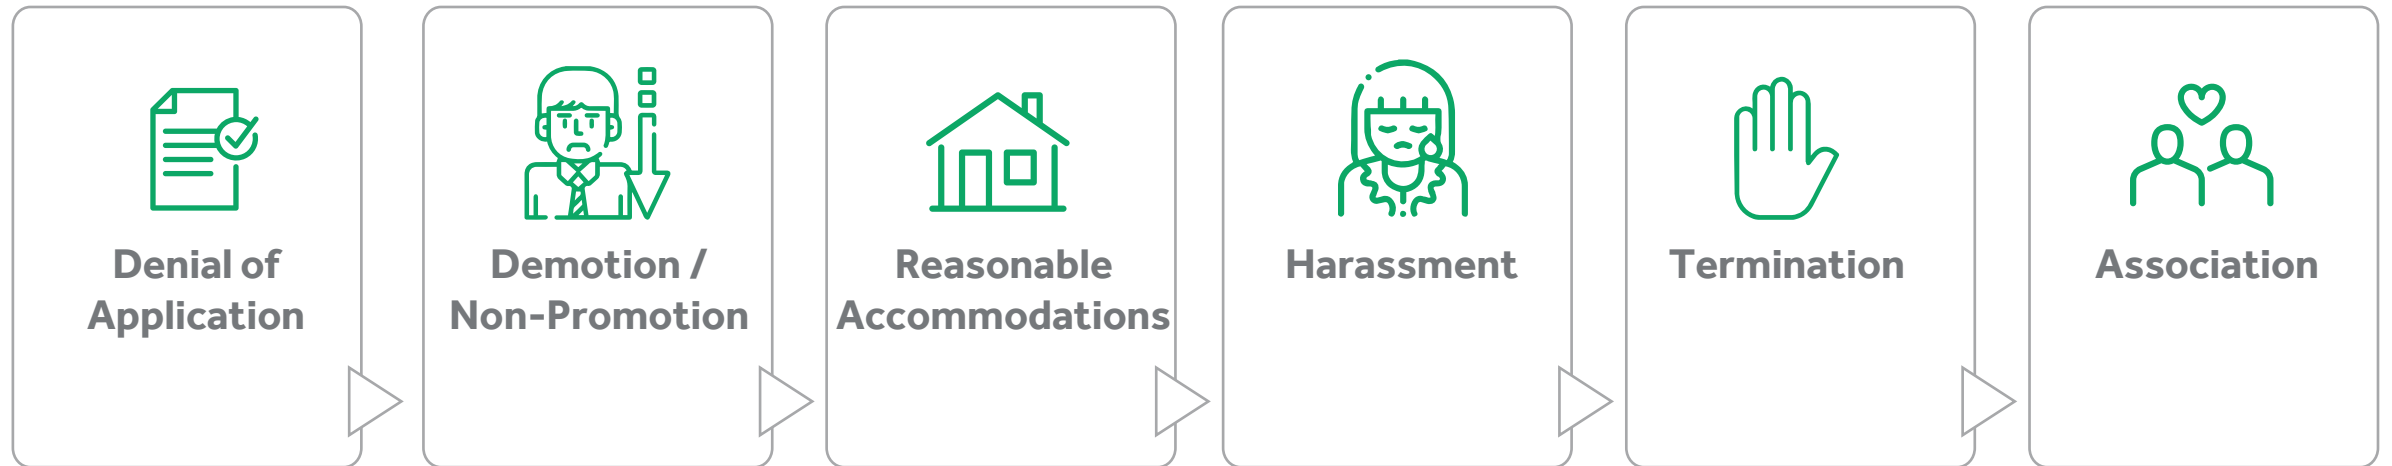 Denial of
Application
Demotion /
Non-Promotion
Reasonable
Accommodations
Harassment
Termination
Association